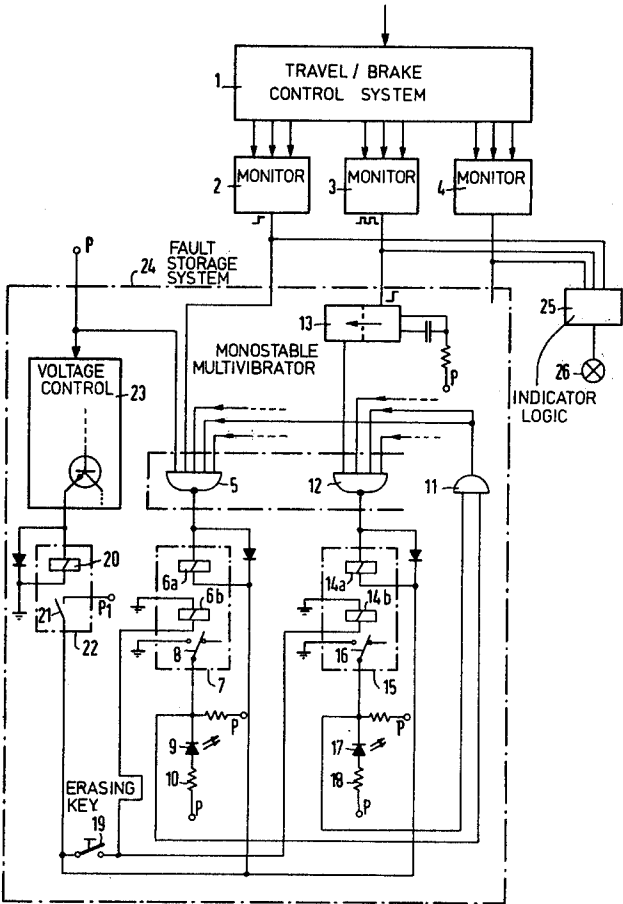 1
TRAVEL / BRAKE
CONTROL SYSTEM
2
MONITOR
3
MONITOR
4
MONITOR
P
24
FAULT
STORAGE
SYSTEM
13
MONOSTABLE
MULTIVIBRATOR
P
25
26
INDICATOR
LOGIC
VOLTAGE
CONTROL
23
5
12
11
20
21
P1
22
6a
6b
8
7
14a
14b
16
15
P
9
10
P
P
17
18
P
ERASING
KEY
19